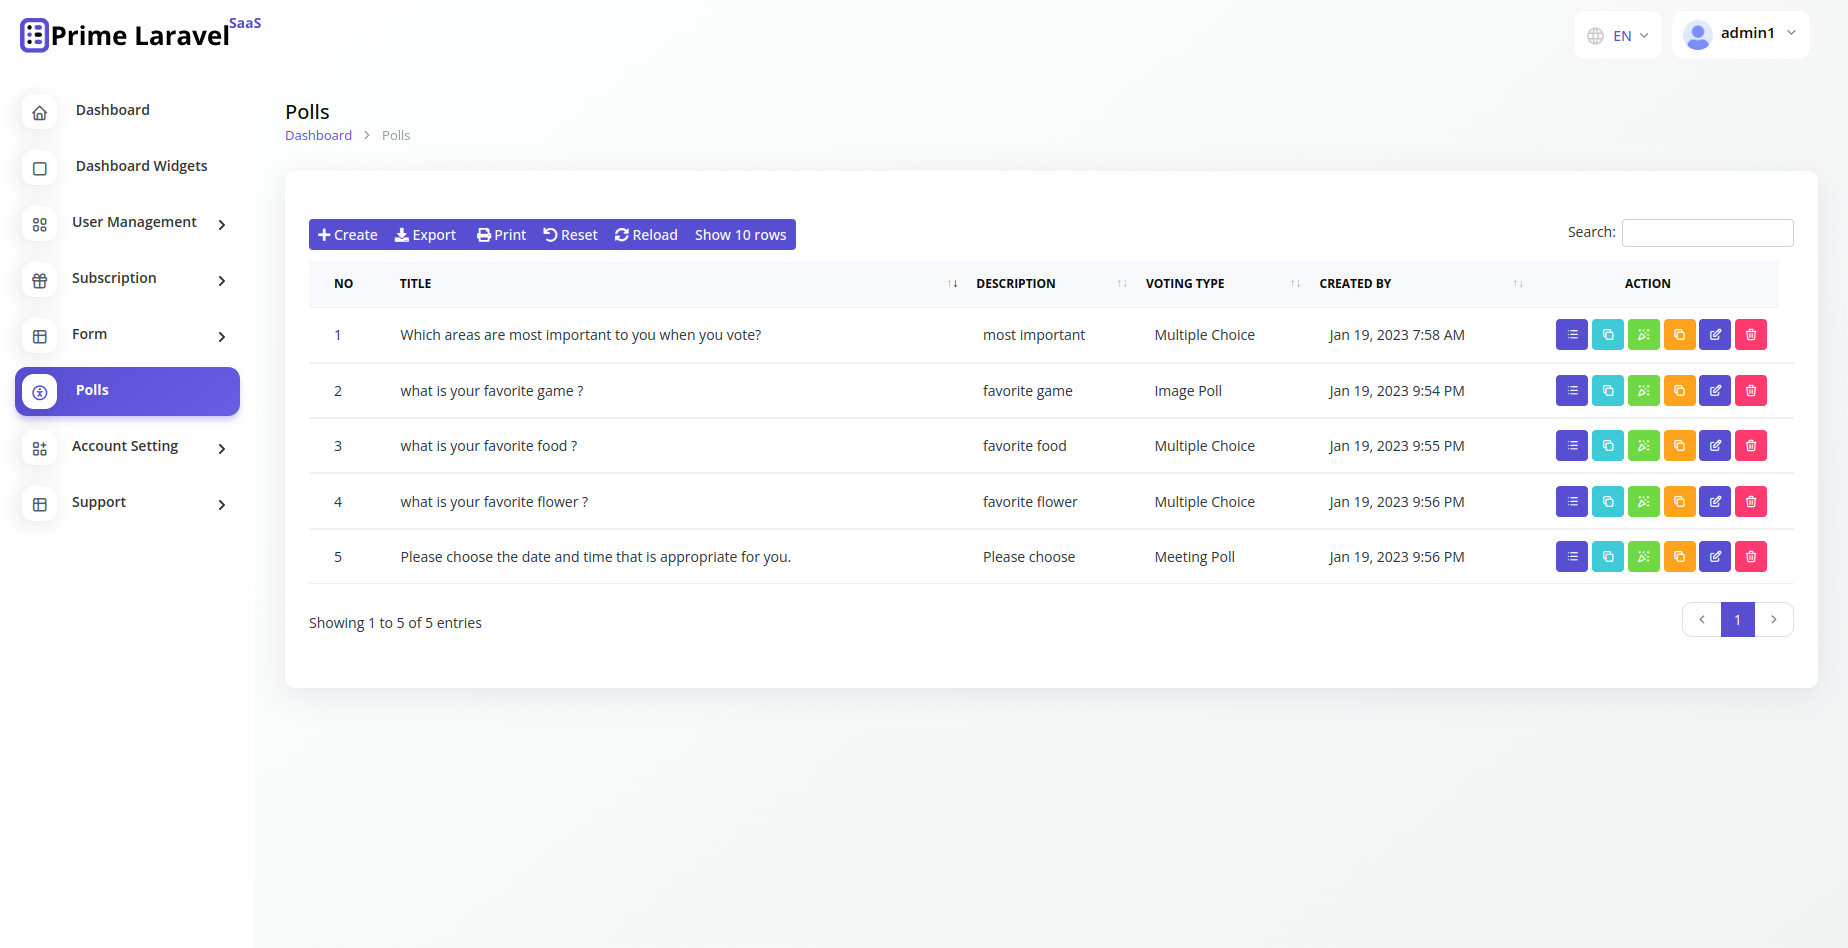 Prime Laravel SaaS
EN
admin1
Dashboard
Dashboard Widgets
User Management
Subscription
Form
Polls
Account Setting
Support
Polls
Dashboard > Polls
Create Export Print Reset Reload Show 10 rows
Search:
NO TITLE DESCRIPTION VOTING TYPE CREATED BY ACTION
1 Which areas are most important to you when you vote? most important Multiple Choice Jan 19, 2023 7:58 AM
2 what is your favorite game ? favorite game Image Poll Jan 19, 2023 9:54 PM
3 what is your favorite food ? favorite food Multiple Choice Jan 19, 2023 9:55 PM
4 what is your favorite flower ? favorite flower Multiple Choice Jan 19, 2023 9:56 PM
5 Please choose the date and time that is appropriate for you. Please choose Meeting Poll Jan 19, 2023 9:56 PM
Showing 1 to 5 of 5 entries
1